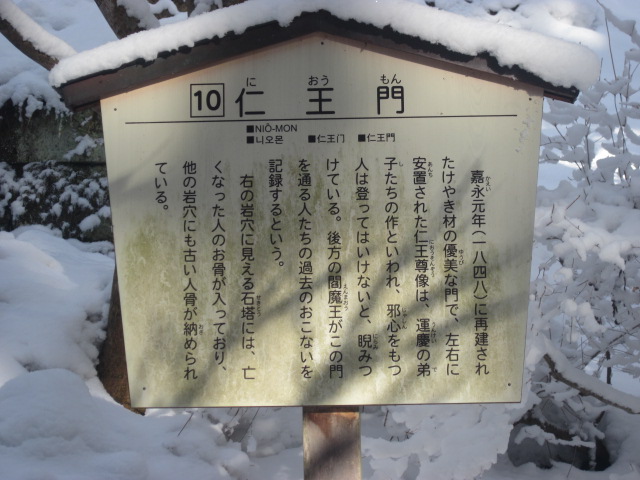 10 仁王門
におうもん
■NIŌ-MON
■니오몬 ■仁王门 ■仁王門
嘉永元年(一八四八)に再建され
たけやき材の優美な門で、左右に
安置された仁王尊像は、運慶の弟
子たちの作といわれ、邪心をもつ
人は登ってはいけないと、睨みつ
けている。後方の閻魔王がこの門
を通る人たちの過去のおこないを
記録するという。
右の岩穴に見える石塔には、亡
くなった人のお骨が入っており、
他の岩穴にも古い人骨が納められ
ている。